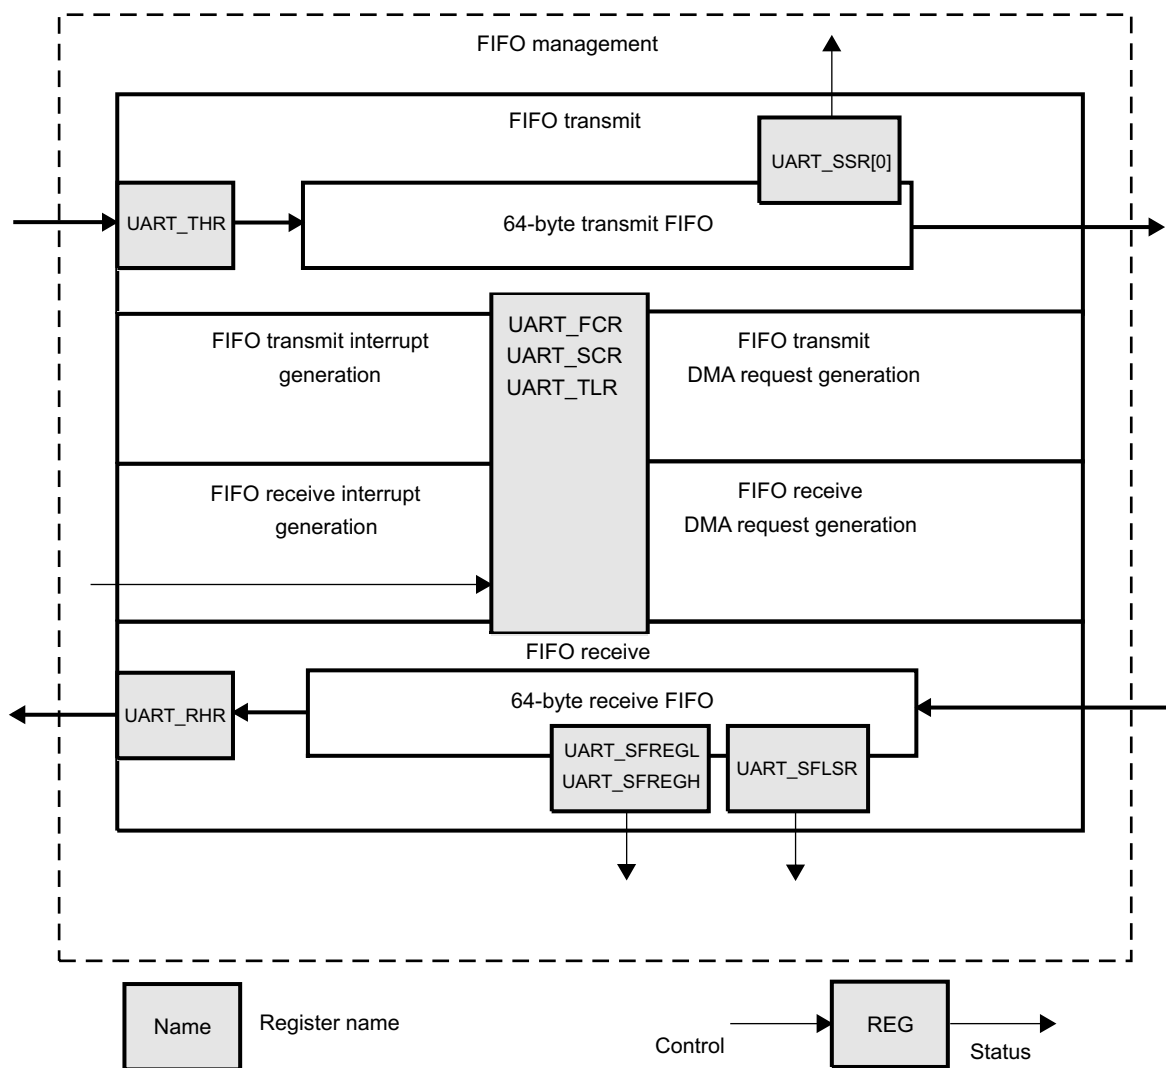 FIFO management
FIFO transmit
UART_SSR[0]
UART_THR
64-byte transmit FIFO
FIFO transmit interrupt
generation
UART_FCR
UART_SCR
UART_TLR
FIFO transmit
DMA request generation
FIFO receive interrupt
generation
FIFO receive
DMA request generation
FIFO receive
64-byte receive FIFO
UART_RHR
UART_SFREGL
UART_SFREGH
UART_SFLSR
Name
Register name
Control
REG
Status